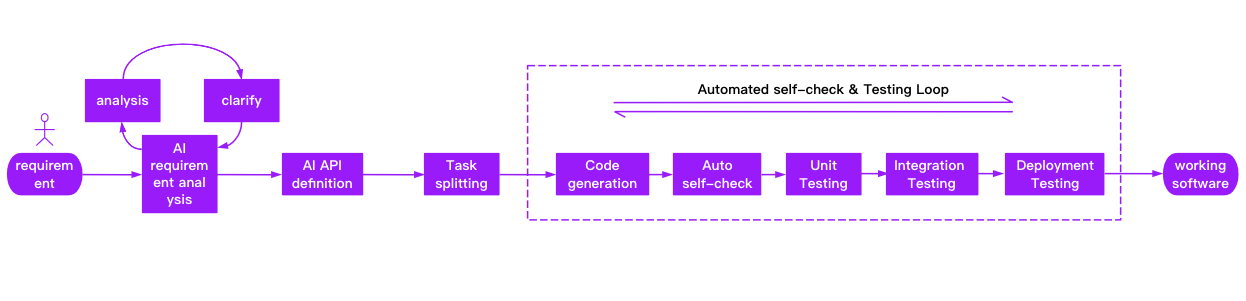 analysis
clarify
Automated self-check & Testing Loop
requirem
ent
AI
requirem
ent anal
ysis
AI API
definition
Task
splitting
Code
generation
Auto
self-check
Unit
Testing
Integration
Testing
Deployment
Testing
working
software